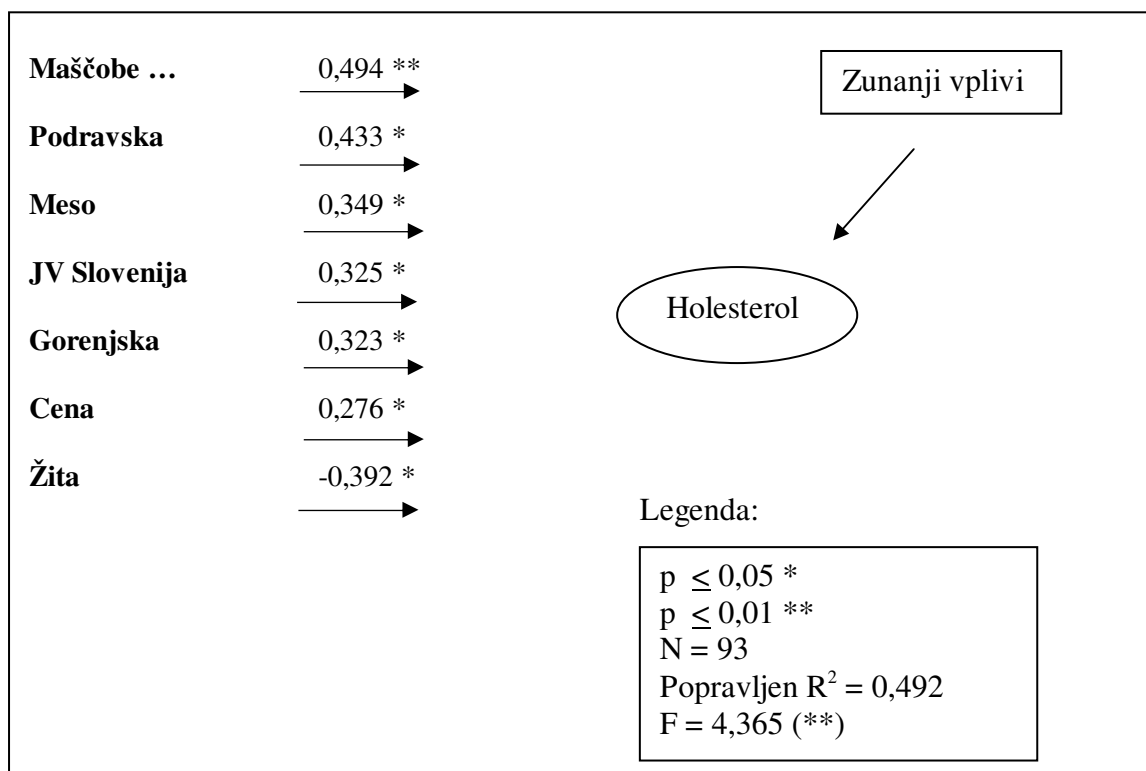 Maščobe … 0,494 **
Zunanji vplivi
Podravska 0,433 *
Meso 0,349 *
JV Slovenija 0,325 *
Holesterol
Gorenjska 0,323 *
Cena 0,276 *
Žita -0,392 *
Legenda:
p ≤ 0,05 *
p ≤ 0,01 **
N = 93
Popravljen R² = 0,492
F = 4,365 (**)